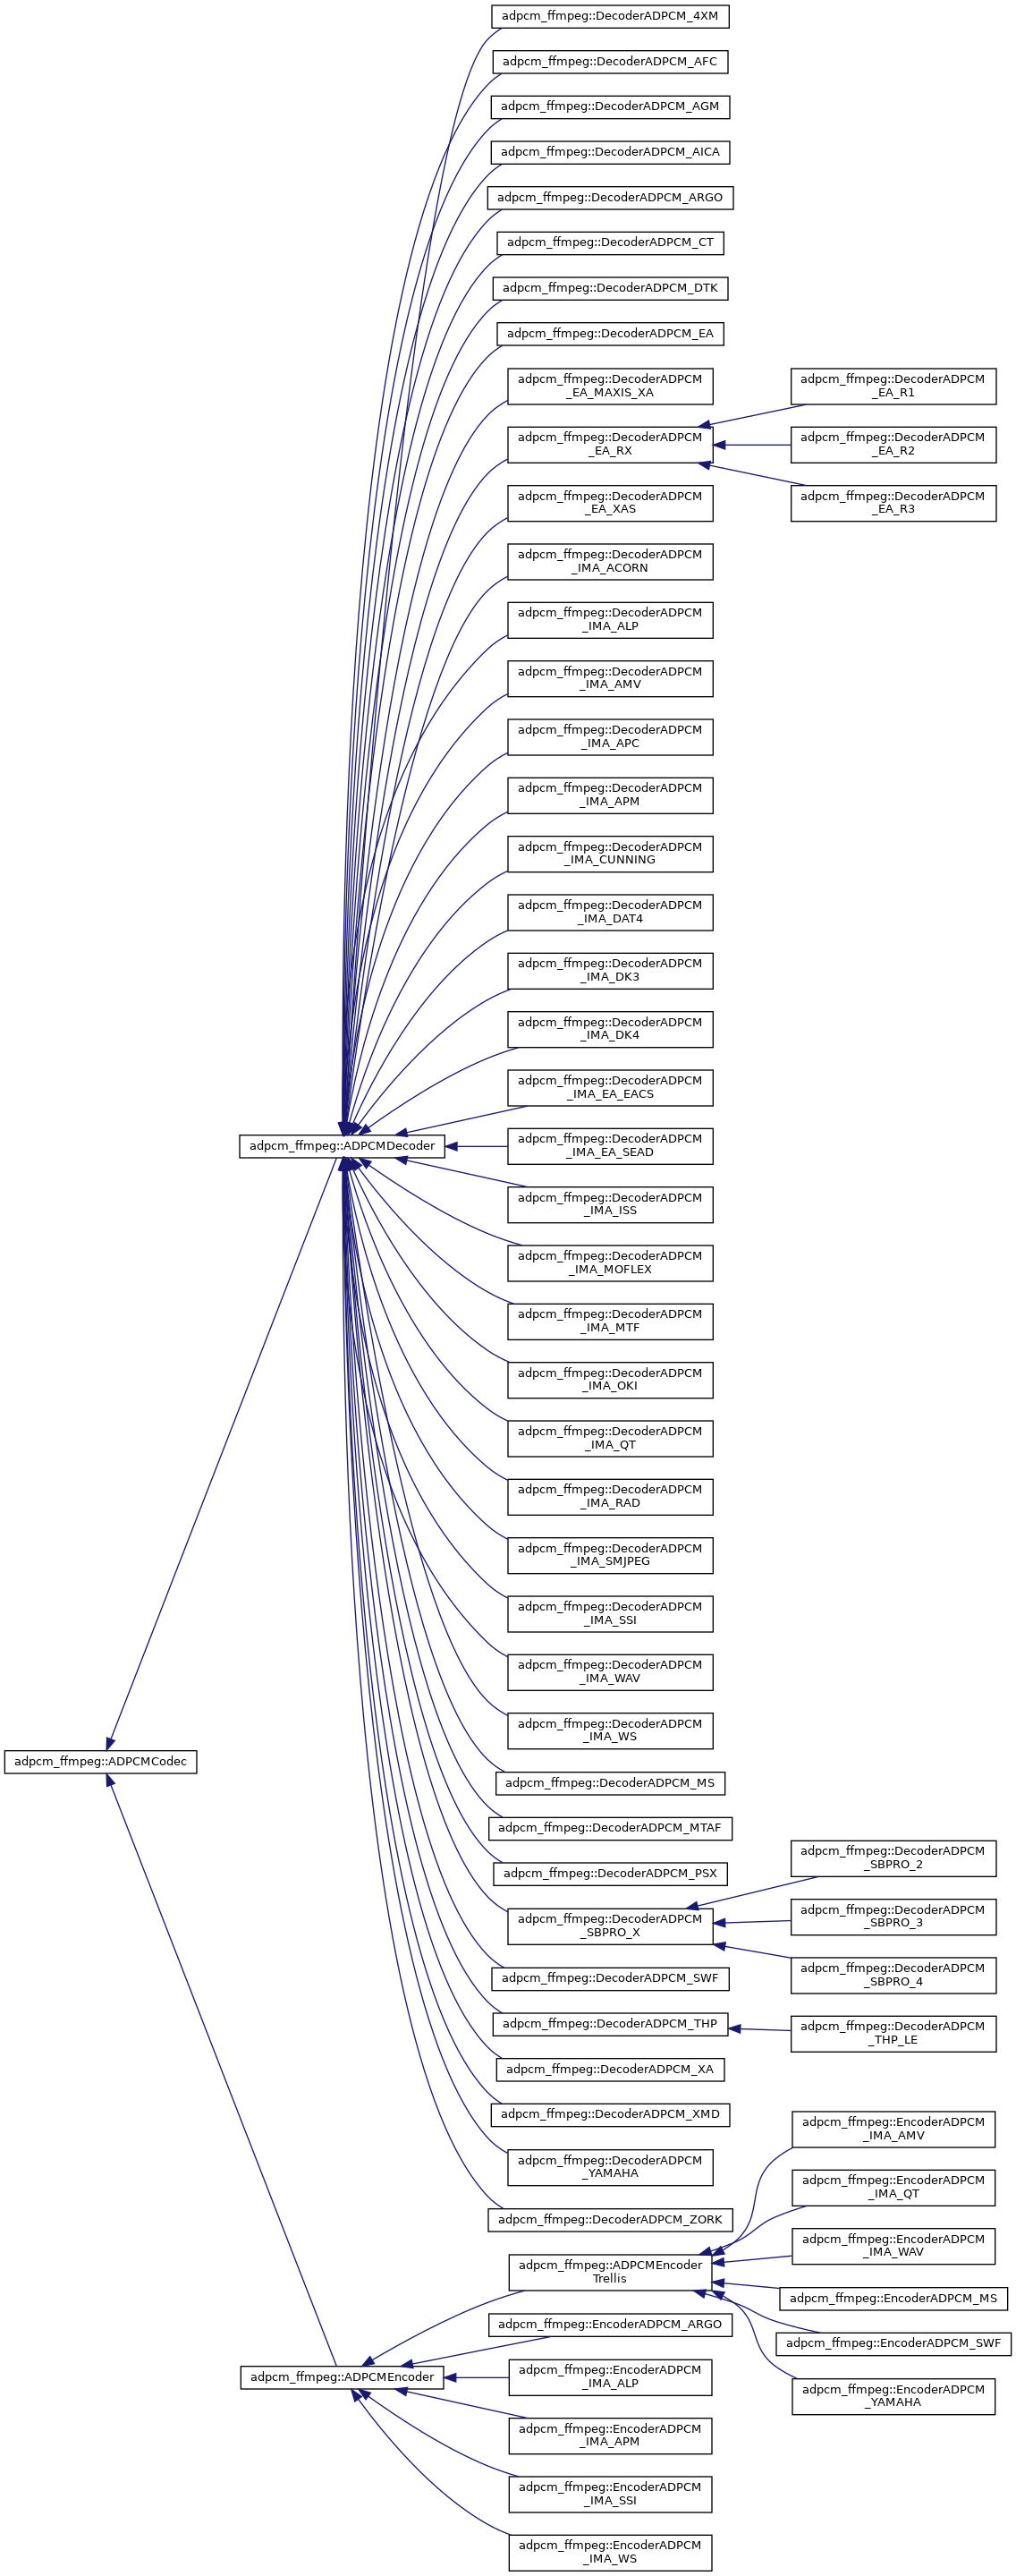 adpcm_ffmpeg::DecoderADPCM_4XM
adpcm_ffmpeg::DecoderADPCM_AFC
adpcm_ffmpeg::DecoderADPCM_AGM
adpcm_ffmpeg::DecoderADPCM_AICA
adpcm_ffmpeg::DecoderADPCM_ARGO
adpcm_ffmpeg::DecoderADPCM_CT
adpcm_ffmpeg::DecoderADPCM_DTK
adpcm_ffmpeg::DecoderADPCM_EA
adpcm_ffmpeg::DecoderADPCM
_EA_MAXIS_XA
adpcm_ffmpeg::DecoderADPCM
_EA_R1
adpcm_ffmpeg::DecoderADPCM
_EA_RX
adpcm_ffmpeg::DecoderADPCM
_EA_R2
adpcm_ffmpeg::DecoderADPCM
_EA_XAS
adpcm_ffmpeg::DecoderADPCM
_EA_R3
adpcm_ffmpeg::DecoderADPCM
_IMA_ACORN
adpcm_ffmpeg::DecoderADPCM
_IMA_ALP
adpcm_ffmpeg::DecoderADPCM
_IMA_AMV
adpcm_ffmpeg::DecoderADPCM
_IMA_APC
adpcm_ffmpeg::DecoderADPCM
_IMA_APM
adpcm_ffmpeg::DecoderADPCM
_IMA_CUNNING
adpcm_ffmpeg::DecoderADPCM
_IMA_DAT4
adpcm_ffmpeg::DecoderADPCM
_IMA_DK3
adpcm_ffmpeg::DecoderADPCM
_IMA_DK4
adpcm_ffmpeg::DecoderADPCM
_IMA_EA_EACS
adpcm_ffmpeg::ADPCMDecoder
adpcm_ffmpeg::DecoderADPCM
_IMA_EA_SEAD
adpcm_ffmpeg::DecoderADPCM
_IMA_ISS
adpcm_ffmpeg::DecoderADPCM
_IMA_MOFLEX
adpcm_ffmpeg::DecoderADPCM
_IMA_MTF
adpcm_ffmpeg::DecoderADPCM
_IMA_OKI
adpcm_ffmpeg::DecoderADPCM
_IMA_QT
adpcm_ffmpeg::DecoderADPCM
_IMA_RAD
adpcm_ffmpeg::DecoderADPCM
_IMA_SMJPEG
adpcm_ffmpeg::DecoderADPCM
_IMA_SSI
adpcm_ffmpeg::DecoderADPCM
_IMA_WAV
adpcm_ffmpeg::DecoderADPCM
_IMA_WS
adpcm_ffmpeg::ADPCMCodec
adpcm_ffmpeg::DecoderADPCM_MS
adpcm_ffmpeg::DecoderADPCM_MTAF
adpcm_ffmpeg::DecoderADPCM_PSX
adpcm_ffmpeg::DecoderADPCM
_SBPRO_2
adpcm_ffmpeg::DecoderADPCM
_SBPRO_X
adpcm_ffmpeg::DecoderADPCM
_SBPRO_3
adpcm_ffmpeg::DecoderADPCM
_SBPRO_4
adpcm_ffmpeg::DecoderADPCM_SWF
adpcm_ffmpeg::DecoderADPCM_THP
adpcm_ffmpeg::DecoderADPCM
_THP_LE
adpcm_ffmpeg::DecoderADPCM_XA
adpcm_ffmpeg::DecoderADPCM_XMD
adpcm_ffmpeg::DecoderADPCM
_YAMAHA
adpcm_ffmpeg::DecoderADPCM_ZORK
adpcm_ffmpeg::EncoderADPCM
_IMA_AMV
adpcm_ffmpeg::EncoderADPCM
_IMA_QT
adpcm_ffmpeg::EncoderADPCM
_IMA_WAV
adpcm_ffmpeg::ADPCMEncoder
Trellis
adpcm_ffmpeg::EncoderADPCM_MS
adpcm_ffmpeg::EncoderADPCM_ARGO
adpcm_ffmpeg::EncoderADPCM_SWF
adpcm_ffmpeg::ADPCMEncoder
adpcm_ffmpeg::EncoderADPCM
_IMA_ALP
adpcm_ffmpeg::EncoderADPCM
_YAMAHA
adpcm_ffmpeg::EncoderADPCM
_IMA_APM
adpcm_ffmpeg::EncoderADPCM
_IMA_SSI
adpcm_ffmpeg::EncoderADPCM
_IMA_WS